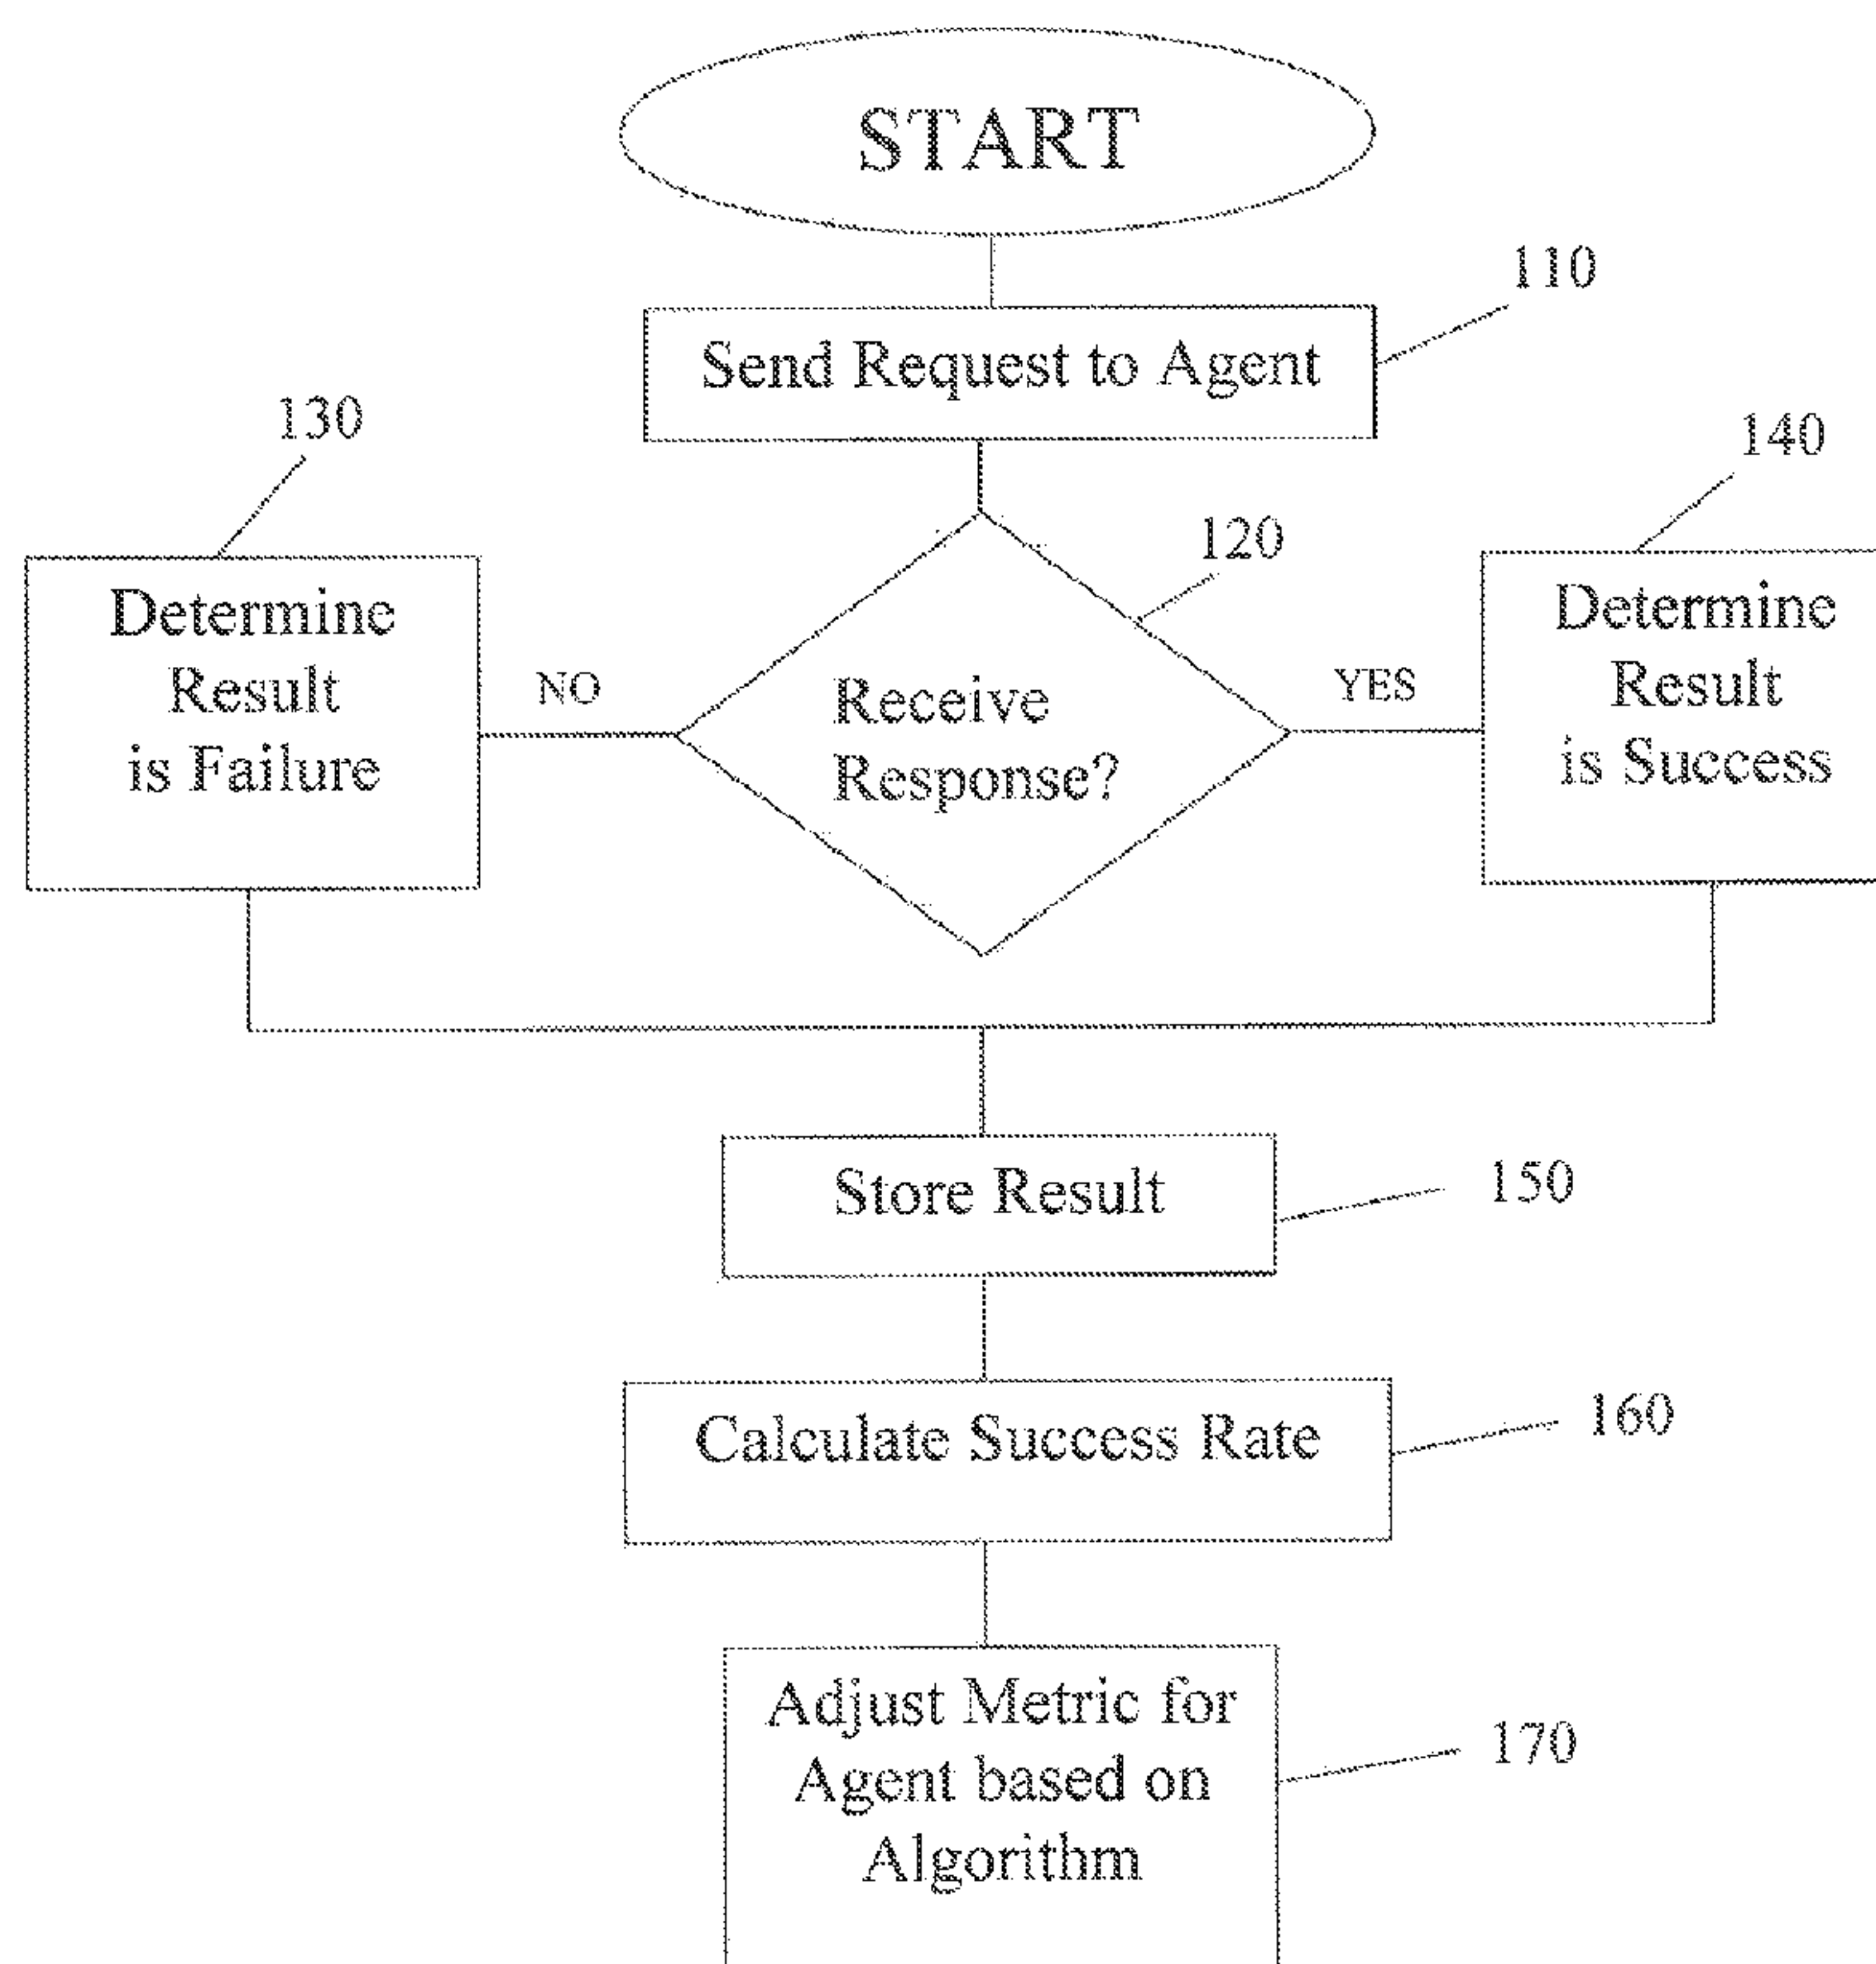 START
110
Send Request to Agent
130
140
120
Determine
Result
is Failure
NO
Receive
Response?
YES
Determine
Result
is Success
Store Result
150
Calculate Success Rate
160
Adjust Metric for
Agent based on
Algorithm
170